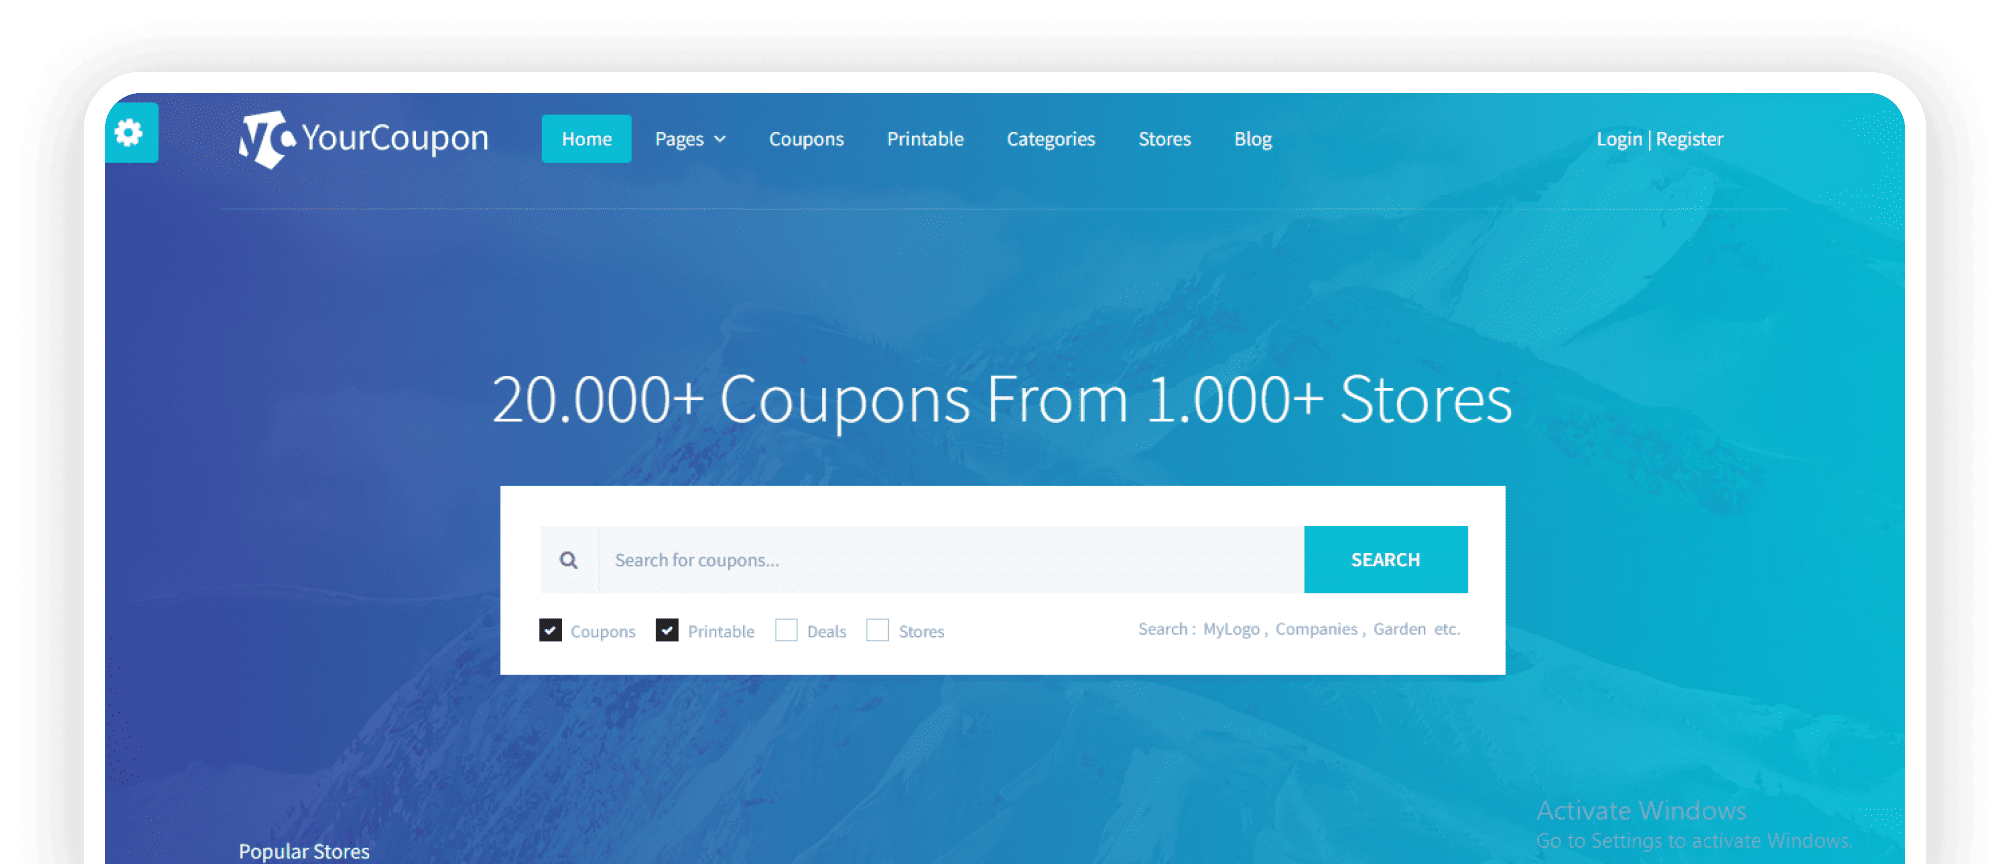 YourCoupon Home Pages Coupons Printable Categories Stores Blog Login | Register
20.000+ Coupons From 1.000+ Stores
Search for coupons... SEARCH
Coupons Printable Deals Stores Search : MyLogo , Companies , Garden etc.
Activate Windows
Go to Settings to activate Windows.
Popular Stores